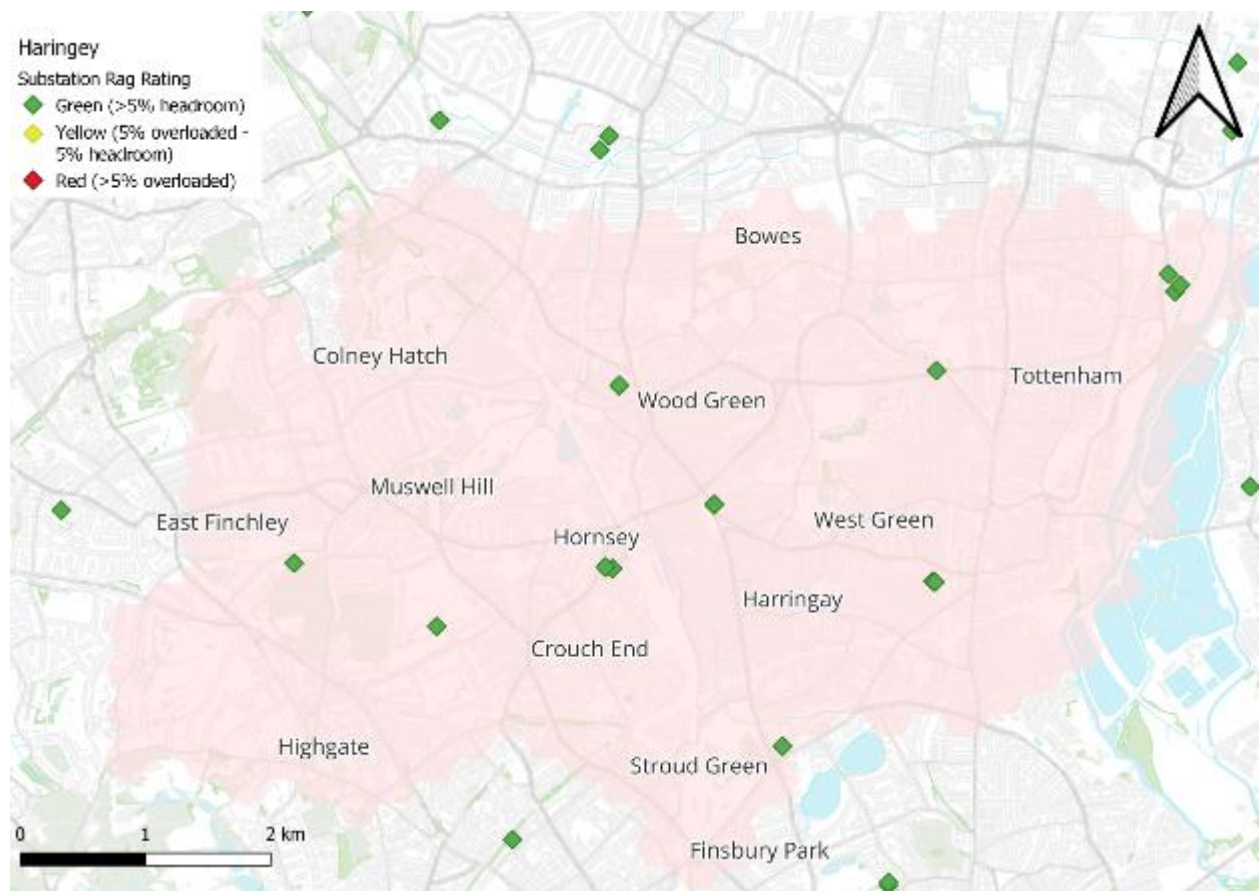 Haringey
Substation Rag Rating
Green (>5% headroom)
Yellow (5% overloaded -
5% headroom)
Red (>5% overloaded)
Bowes
Colney Hatch
Tottenham
Wood Green
Muswell Hill
East Finchley
West Green
Hornsey
Harringay
Crouch End
Highgate
Stroud Green
0 1 2 km
Finsbury Park